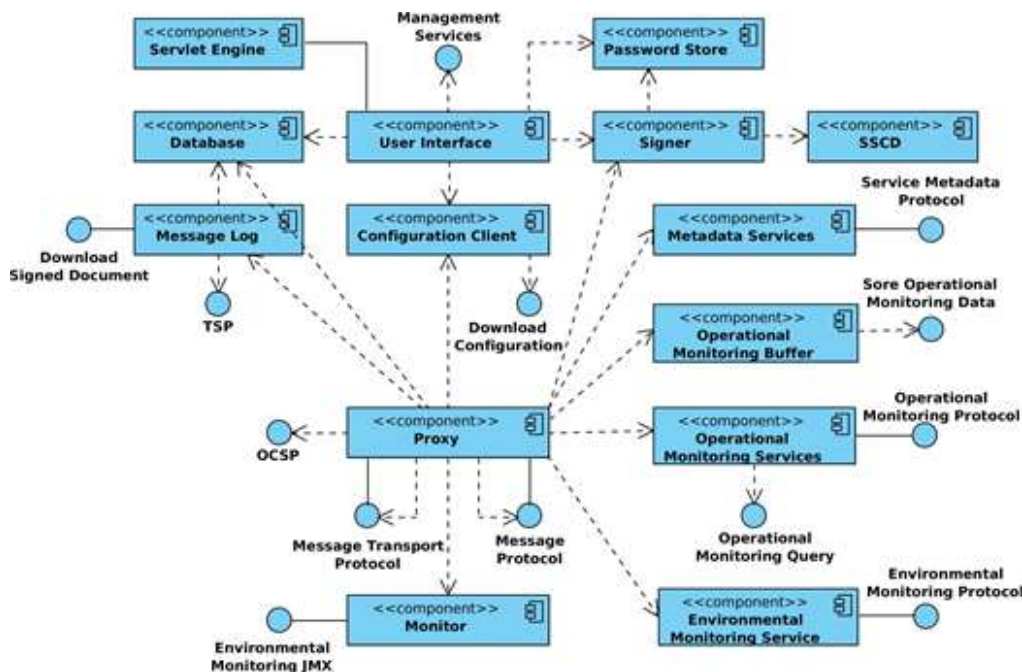 Management
Services
<<component>>
Servlet Engine
<<component>>
Password Store
<<component>>
Database
<<component>>
User Interface
<<component>>
Signer
<<component>>
SSCD
Service Metadata
Protocol
<<component>>
Message Log
<<component>>
Configuration Client
<<component>>
Metadata Services
Download
Signed Document
TSP
Download
Configuration
Sore Operational
Monitoring Data
<<component>>
Operational
Monitoring Buffer
<<component>>
Proxy
OCSP
<<component>>
Operational
Monitoring Services
Operational
Monitoring Protocol
Message Transport
Protocol
Message
Protocol
Operational
Monitoring Query
<<component>>
Monitor
Environmental
Monitoring JMX
<<component>>
Environmental
Monitoring Service
Environmental
Monitoring Protocol